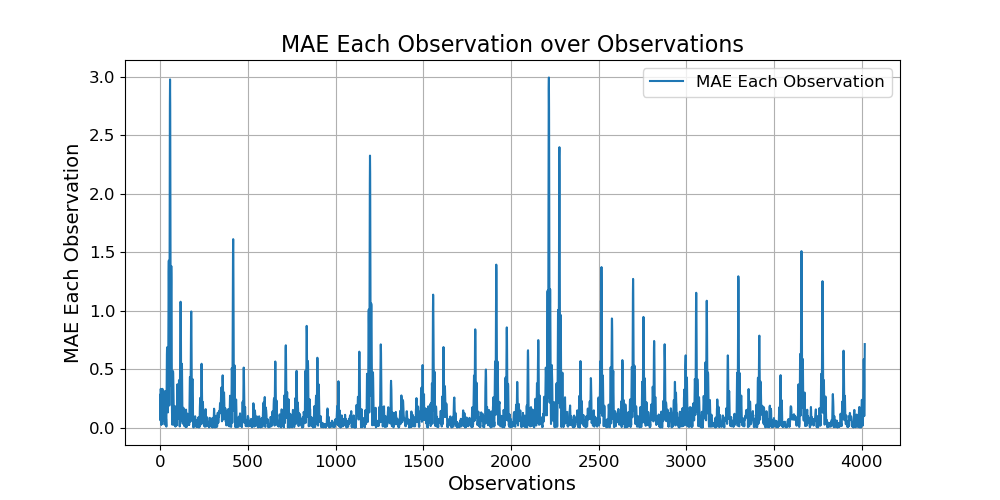 MAE Each Observation over Observations
MAE Each Observation
3.0
2.5
2.0
1.5
1.0
0.5
0.0
MAE Each Observation
0 500 1000 1500 2000 2500 3000 3500 4000
Observations